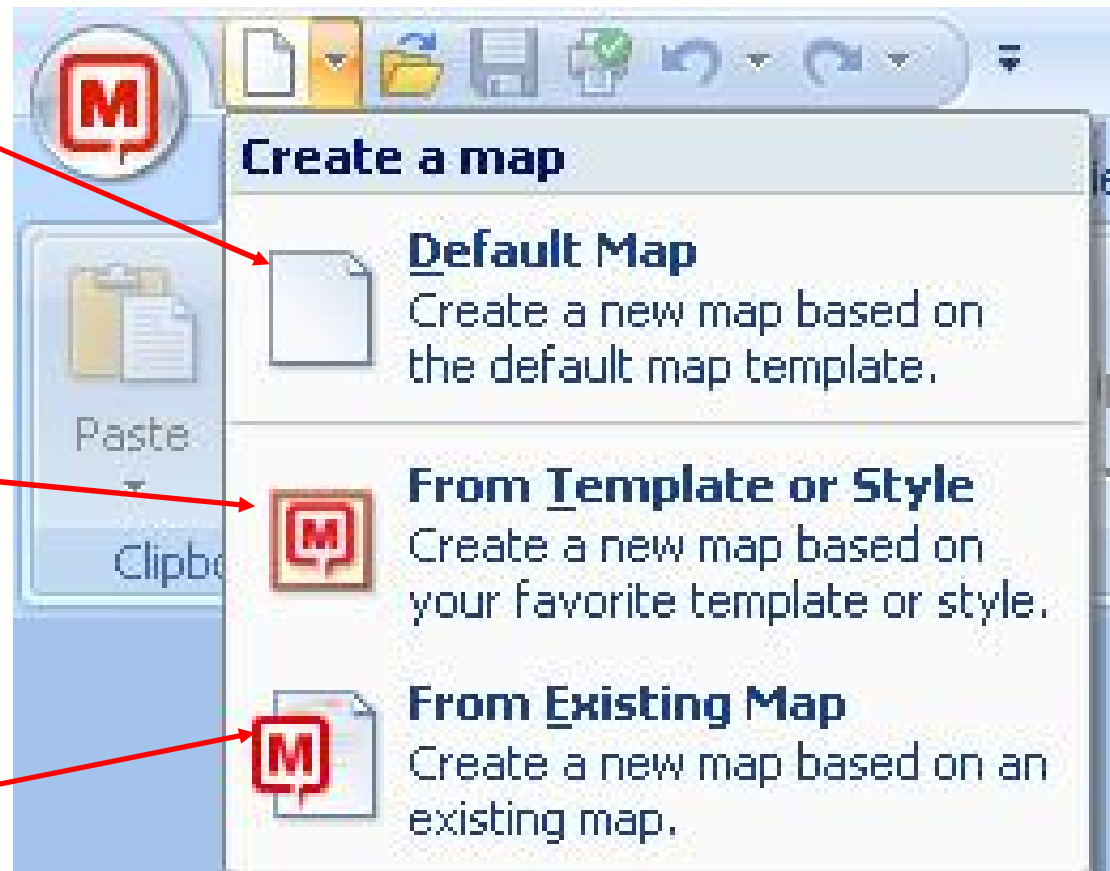 M
Create a map
Default Map
Create a new map based on
the default map template.
Paste
From Template or Style
Create a new map based on
your favorite template or style.
M
Clipbo
From Existing Map
Create a new map based on an
existing map.
M